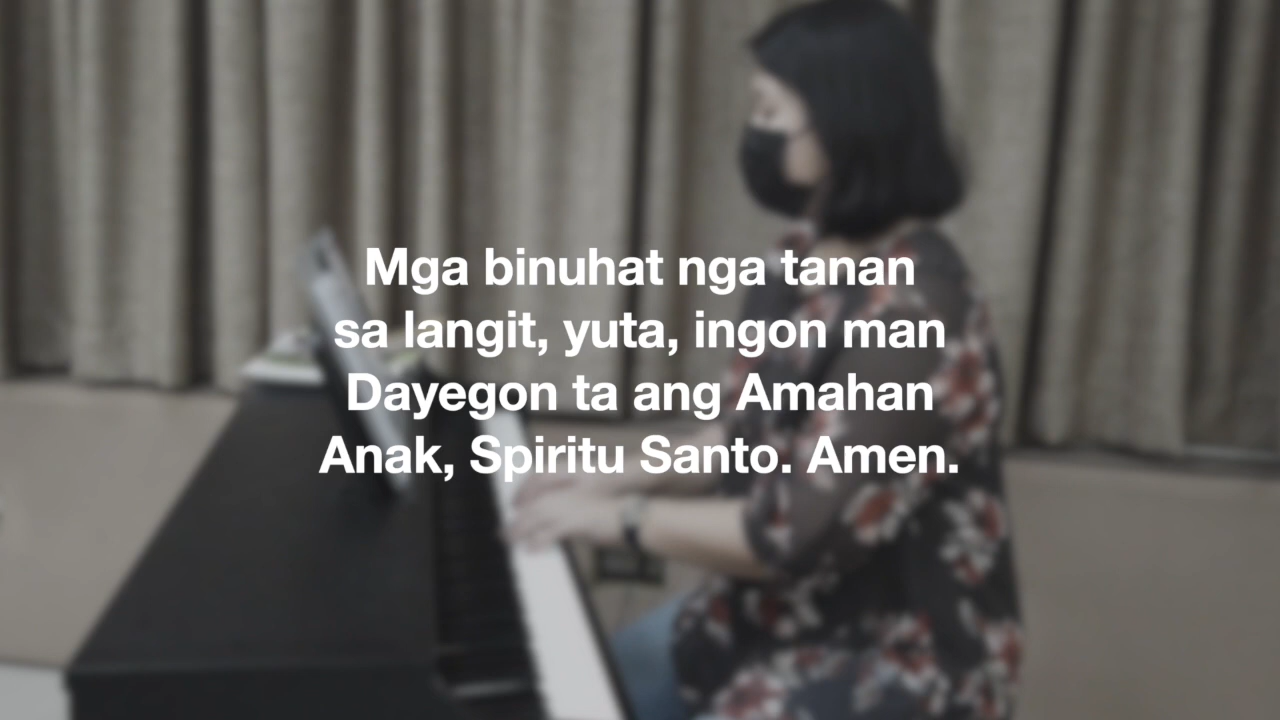 Mga binuhat nga tanan
sa langit, yuta, ingon man
Dayegon ta ang Amahan
Anak, Spiritu Santo. Amen.